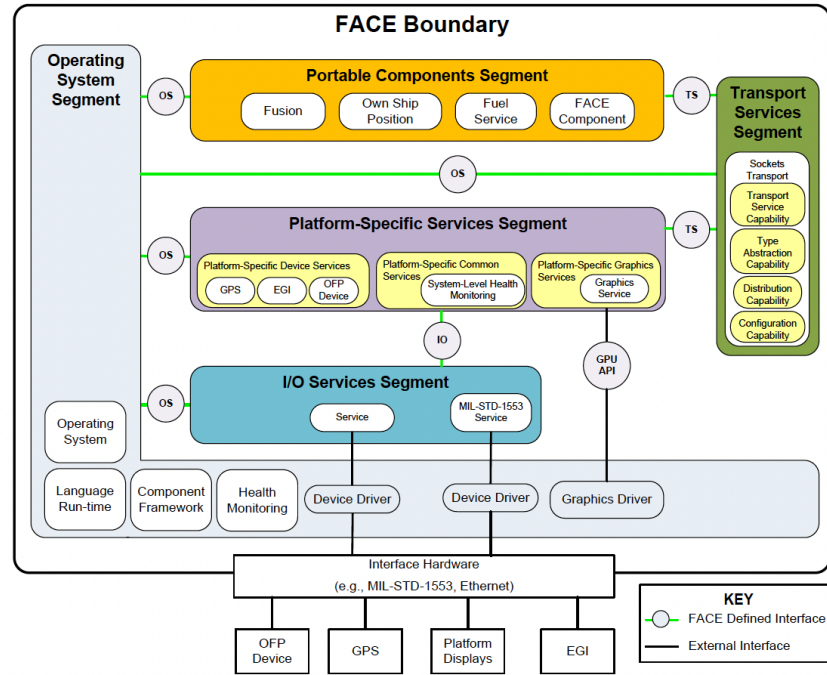 FACE Boundary
Operating
System
Segment
OS
Portable Components Segment
Fusion
Own Ship
Position
Fuel
Service
FACE
Component
TS
Transport
Services
Segment
OS
Sockets
Transport
Transport
Service
Capability
Type
Abstraction
Capability
Distribution
Capability
Configuration
Capability
OS
Platform-Specific Services Segment
TS
Platform-Specific Device Services
GPS
EGI
OFP
Device
Platform-Specific Common
Services
System-Level Health
Monitoring
Platform-Specific Graphics
Services
Graphics
Service
IO
GPU
API
OS
I/O Services Segment
Service
MIL-STD-1553
Service
Operating
System
Language
Run-time
Component
Framework
Health
Monitoring
Device Driver
Device Driver
Graphics Driver
Interface Hardware
(e.g., MIL-STD-1553, Ethernet)
OFP
Device
GPS
Platform
Displays
EGI
KEY
FACE Defined Interface
External Interface